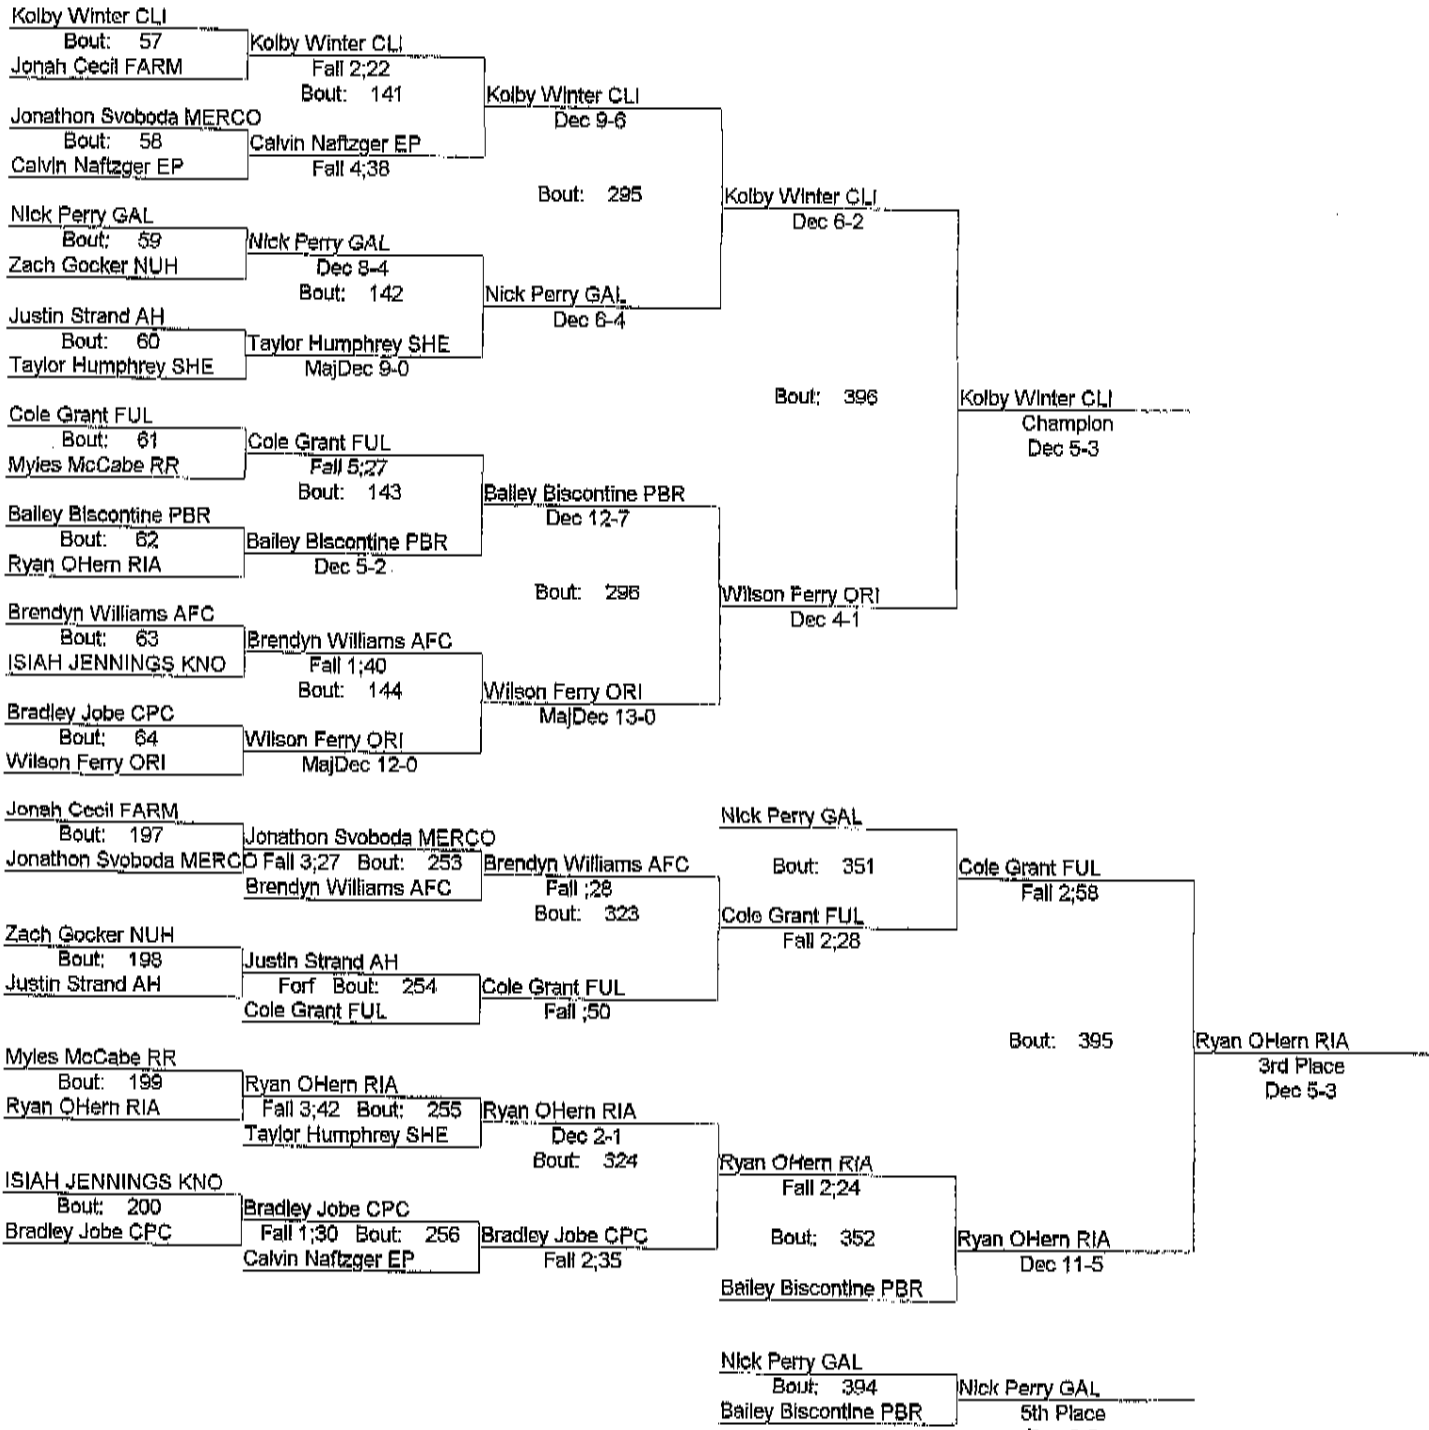 Kolby Winter CLI
Bout: 57
Jonah Cecil FARM
Kolby Winter CLI
Fall 2;22
Bout: 141
Jonathon Svoboda MERCO
Bout: 58
Calvin Naftzger EP
Calvin Naftzger EP
Fall 4;38
Kolby Winter CLI
Dec 9-6
Bout: 295
Nick Perry GAL
Bout: 59
Zach Gocker NUH
Nick Perry GAL
Dec 8-4
Bout: 142
Justin Strand AH
Bout: 60
Taylor Humphrey SHE
Taylor Humphrey SHE
MajDec 9-0
Nick Perry GAL
Dec 6-4
Kolby Winter CLI
Dec 6-2
Bout: 396
Cole Grant FUL
Bout: 61
Myles McCabe RR
Cole Grant FUL
Fall 5;27
Bout: 143
Bailey Biscontine PBR
Bout: 62
Ryan OHern RIA
Bailey Biscontine PBR
Dec 5-2
Bailey Biscontine PBR
Dec 12-7
Bout: 296
Brendyn Williams AFC
Bout: 63
ISIAH JENNINGS KNO
Brendyn Williams AFC
Fall 1;40
Bout: 144
Bradley Jobe CPC
Bout: 64
Wilson Ferry ORI
Wilson Ferry ORI
MajDec 12-0
Wilson Ferry ORI
MajDec 13-0
Wilson Ferry ORI
Dec 4-1
Kolby Winter CLI
Champion
Dec 5-3
Jonah Cecil FARM
Bout: 197
Jonathon Svoboda MERCO
Jonathon Svoboda MERCO
Fall 3;27 Bout: 253
Brendyn Williams AFC
Brendyn Williams AFC
Fall ;28
Bout: 323
Zach Gocker NUH
Bout: 198
Justin Strand AH
Justin Strand AH
Forf Bout: 254
Cole Grant FUL
Cole Grant FUL
Fall ;50
Nick Perry GAL
Bout: 351
Cole Grant FUL
Fall 2;28
Cole Grant FUL
Fall 2;58
Bout: 395
Myles McCabe RR
Bout: 199
Ryan OHern RIA
Ryan OHern RIA
Fall 3;42 Bout: 255
Taylor Humphrey SHE
Ryan OHern RIA
Dec 2-1
Bout: 324
ISIAH JENNINGS KNO
Bout: 200
Bradley Jobe CPC
Bradley Jobe CPC
Fall 1;30 Bout: 256
Calvin Naftzger EP
Bradley Jobe CPC
Fall 2;35
Ryan OHern RIA
Fall 2;24
Bout: 352
Bailey Biscontine PBR
Ryan OHern RIA
Dec 11-5
Ryan OHern RIA
3rd Place
Dec 5-3
Nick Perry GAL
Bout: 394
Bailey Biscontine PBR
Nick Perry GAL
5th Place